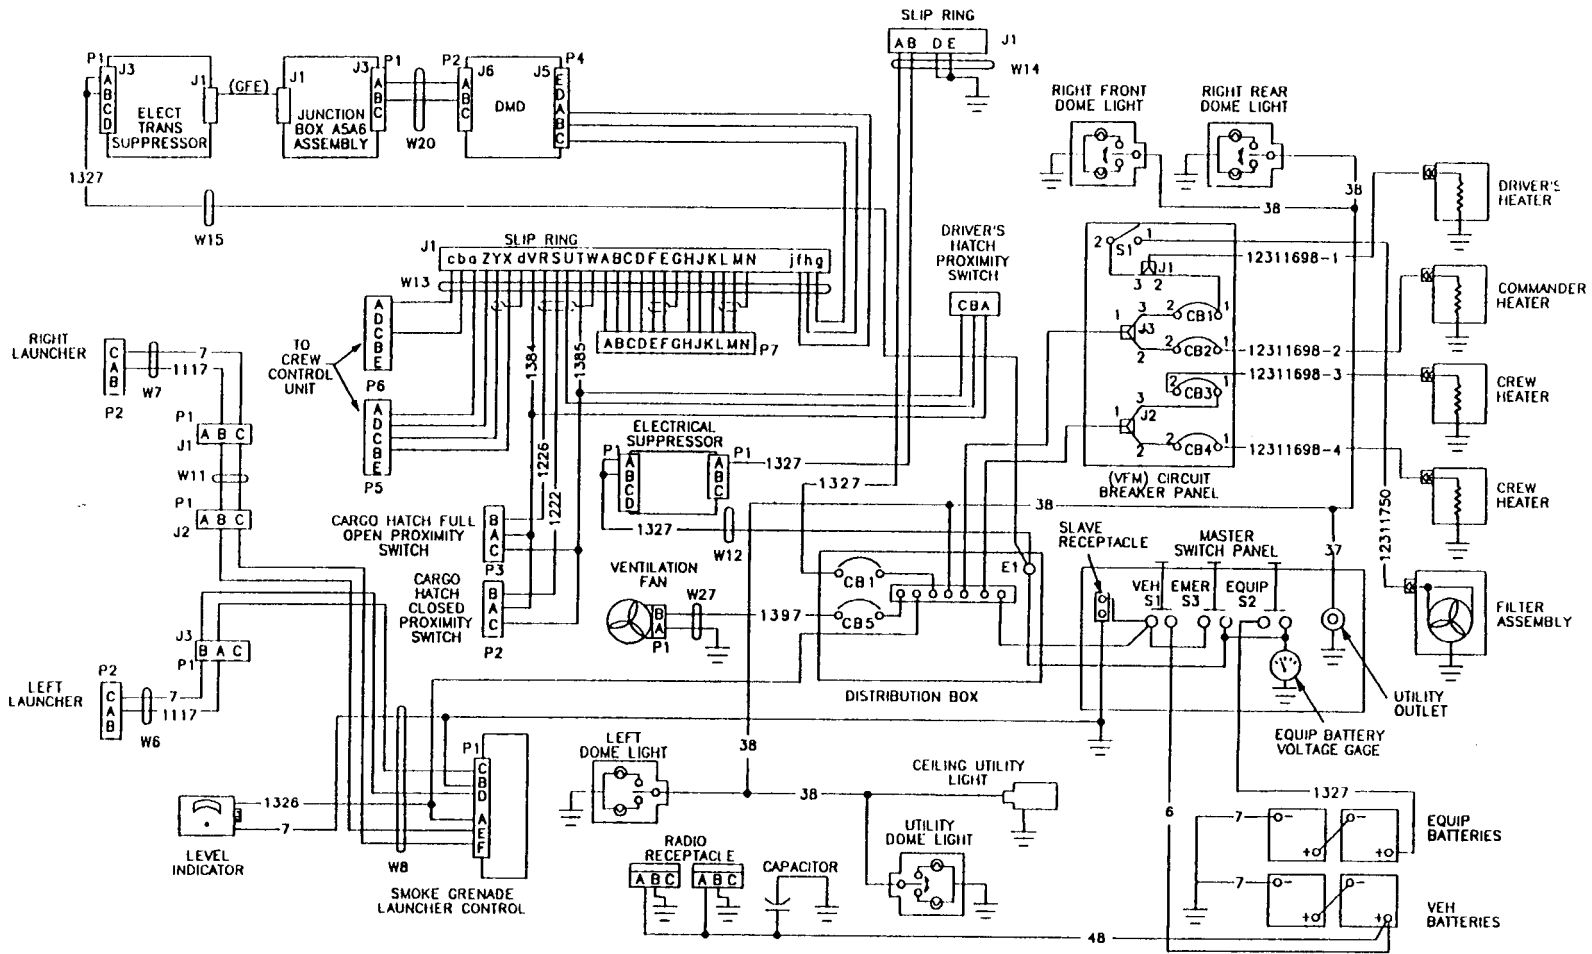 SLIP RING
A B D E
J1
W14
P1
J3
A
B
C
D
ELECT
TRANS
SUPPRESSOR
J1
(GFE)
J1
JUNCTION
BOX A5A6
ASSEMBLY
J3
P1
A
B
C
W20
P2
J6
A
B
C
DMD
J5
P4
E
D
A
B
C
1327
W15
RIGHT FRONT
DOME LIGHT
RIGHT REAR
DOME LIGHT
38
38
DRIVER'S
HEATER
J1
SLIP RING
c b a Z Y X d V R S U T W A B C D F E G H J K L M N j f h g
W13
DRIVER'S
HATCH
PROXIMITY
SWITCH
C B A
2
S1
1
J1
3 2
12311698-1
3
2
CB1
1
1
J3
2
2
CB2
1
12311698-2
12311698-3
2
CB3
1
3
1
J2
2
2
CB4
1
12311698-4
(VFM) CIRCUIT
BREAKER PANEL
COMMANDER
HEATER
CREW
HEATER
CREW
HEATER
12311750
RIGHT
LAUNCHER
C
A
B
P2
7
1117
W7
TO
CREW
CONTROL
UNIT
A
D
C
B
E
P6
A
D
C
B
E
P5
A B C D E F G H J K L M N
P7
1384
1385
1226
1222
P1
A B C
J1
W11
P1
A B C
J2
ELECTRICAL
SUPPRESSOR
P1
A
B
C
D
P1
A
B
C
1327
1327
1327
W12
CARGO HATCH FULL
OPEN PROXIMITY
SWITCH
B
A
C
P3
CARGO
HATCH
CLOSED
PROXIMITY
SWITCH
B
A
C
P2
VENTILATION
FAN
B
A
P1
W27
1397
CB1
CB5
E1
DISTRIBUTION BOX
38
SLAVE
RECEPTACLE
MASTER
SWITCH PANEL
VEH
S1
EMER
S3
EQUIP
S2
37
FILTER
ASSEMBLY
UTILITY
OUTLET
EQUIP BATTERY
VOLTAGE GAGE
J3
B A C
P1
LEFT
LAUNCHER
P2
C
A
B
7
1117
W6
P1
C
B
D
A
E
F
W8
SMOKE GRENADE
LAUNCHER CONTROL
1326
7
LEVEL
INDICATOR
LEFT
DOME LIGHT
38
38
CEILING UTILITY
LIGHT
UTILITY
DOME LIGHT
RADIO
RECEPTACLE
A B C
A B C
CAPACITOR
48
6
1327
7
-
-
+
+
EQUIP
BATTERIES
7
-
-
+
+
VEH
BATTERIES